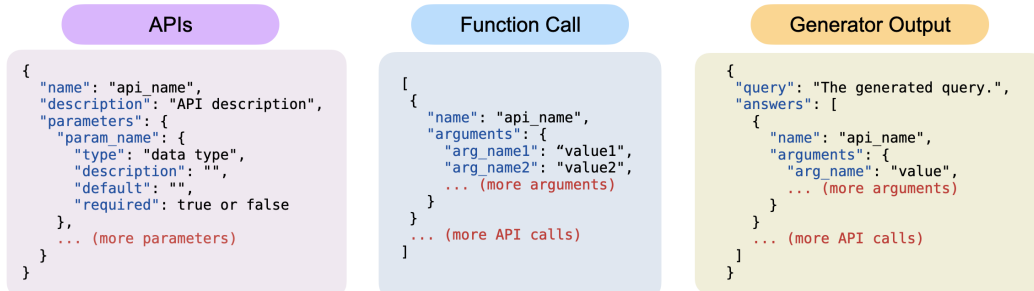 APIs
{
  "name": "api_name",
  "description": "API description",
  "parameters": {
    "param_name": {
      "type": "data type",
      "description": "",
      "default": "",
      "required": true or false
    },
    ... (more parameters)
  }
}
Function Call
[
 {
   "name": "api_name",
   "arguments": {
     "arg_name1": “value1",
     "arg_name2": "value2",
     ... (more arguments)
   }
 }
 ... (more API calls)
]
Generator Output
{
 "query": "The generated query.",
 "answers": [
   {
     "name": "api_name",
     "arguments": {
       "arg_name": "value",
       ... (more arguments)
     }
   }
   ... (more API calls)
 ]
}